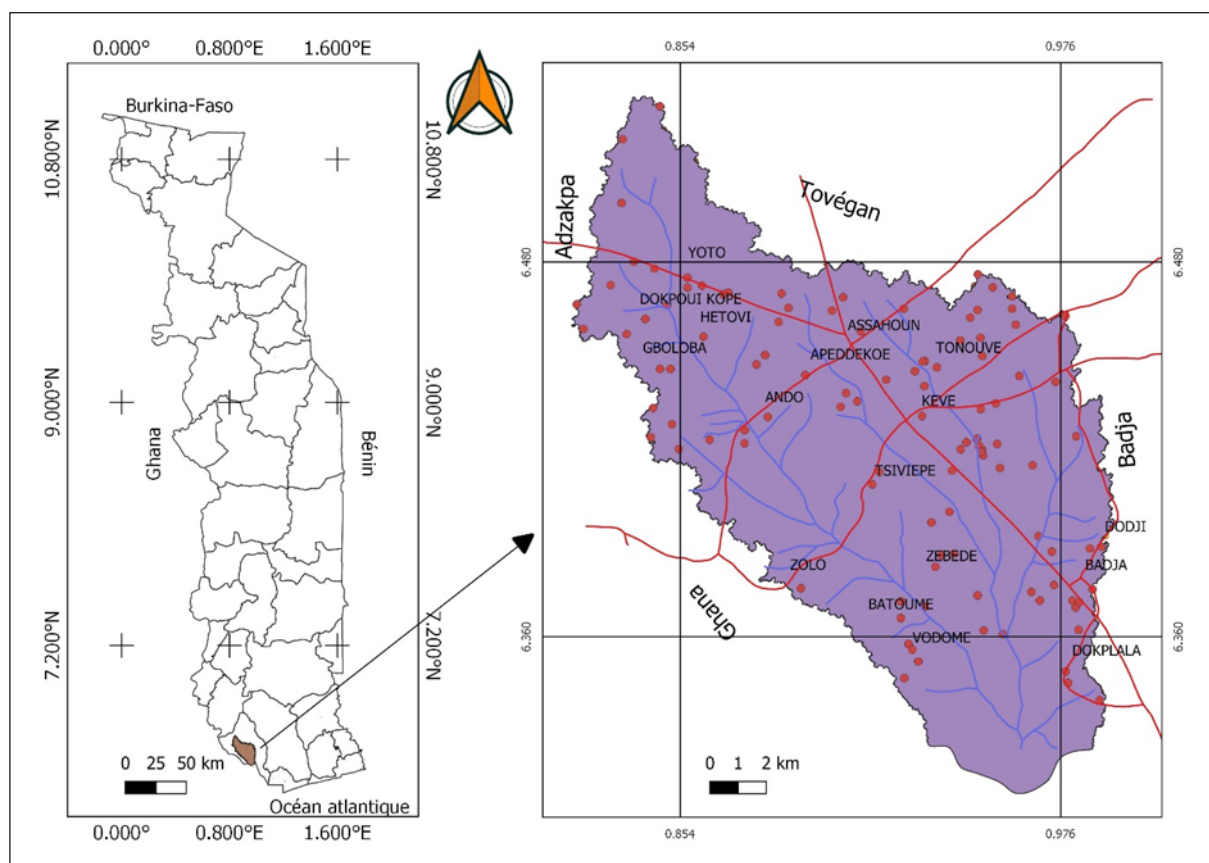 0.000° 0.800°E 1.600°E
Burkina-Faso
10.800°N
10.800°N
9.000°N
9.000°N
Ghana
Bénin
7.200°N
7.200°N
0 25 50 km
Océan atlantique
0.000° 0.800°E 1.600°E
0.854 0.976
Adzakpa
Tovégan
6.480
6.480
YOTO
DOKPOUI KOPE
HETOVI
ASSAHOUN
GBOLOBA
APEDDEKOE
TONOUVE
ANDO
KEVE
Badja
TSIVIEPE
DODJI
ZOLO
ZEBEDE
BADJA
Ghana
BATOUME
VODOME
6.360
6.360
DOKPLALA
0 1 2 km
0.854 0.976